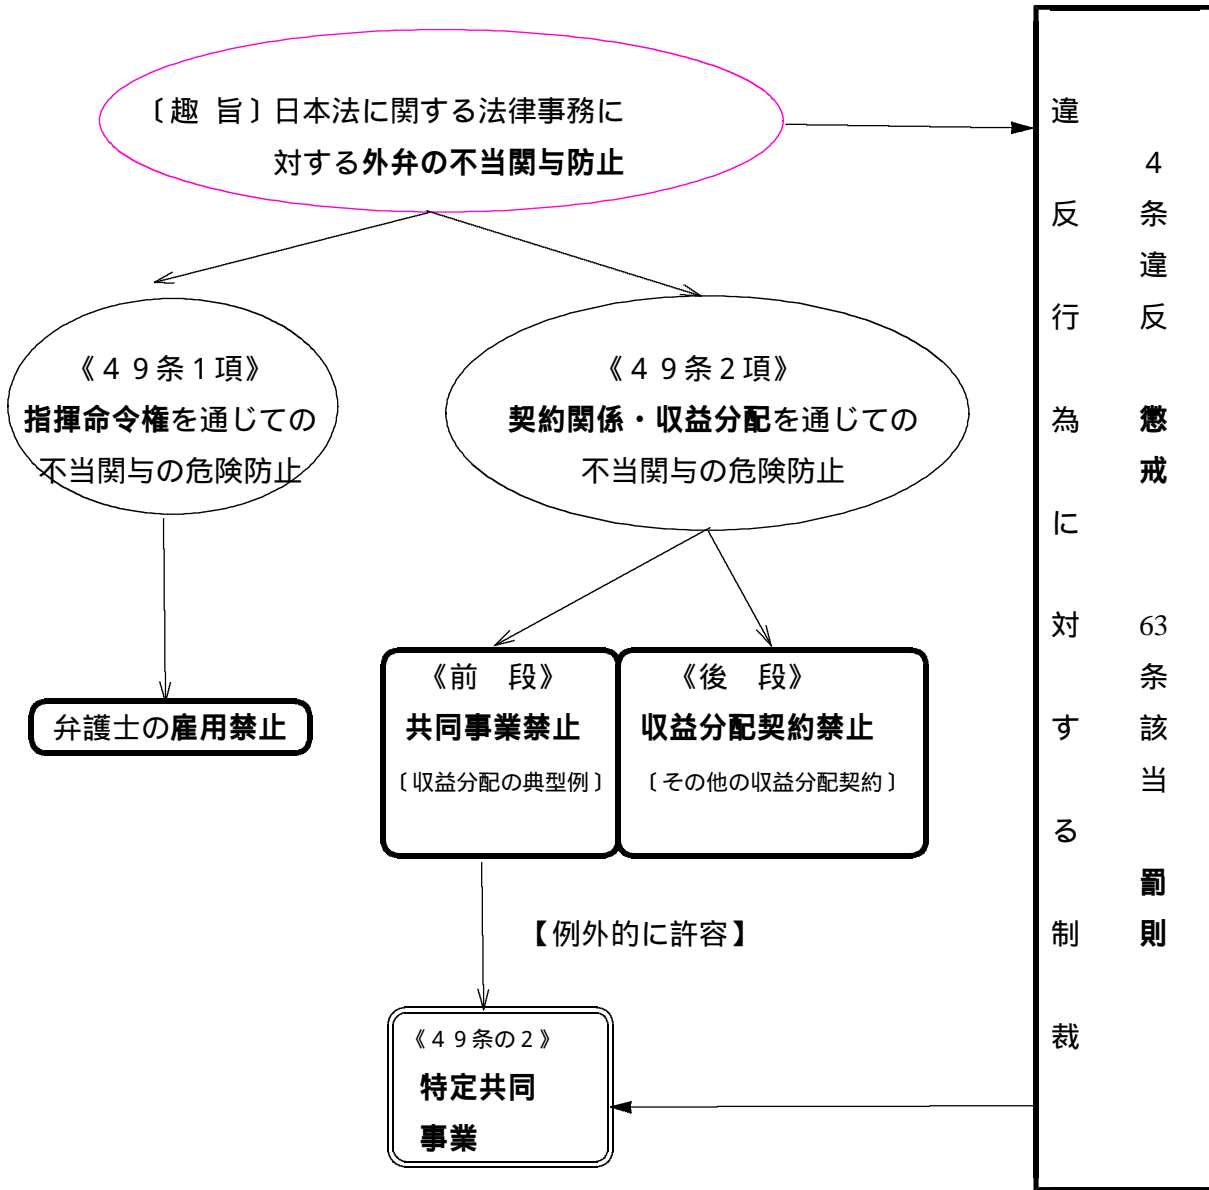 〔趣 旨〕日本法に関する法律事務に
対する外弁の不当関与防止
《４９条１項》
指揮命令権を通じての
不当関与の危険防止
《４９条２項》
契約関係・収益分配を通じての
不当関与の危険防止
弁護士の雇用禁止
《前　段》
共同事業禁止
〔収益分配の典型例〕
《後　段》
収益分配契約禁止
〔その他の収益分配契約〕
【例外的に許容】
《４９条の２》
特定共同
事業
４条違反　懲戒　63条該当　罰則
違反行為に対する制裁